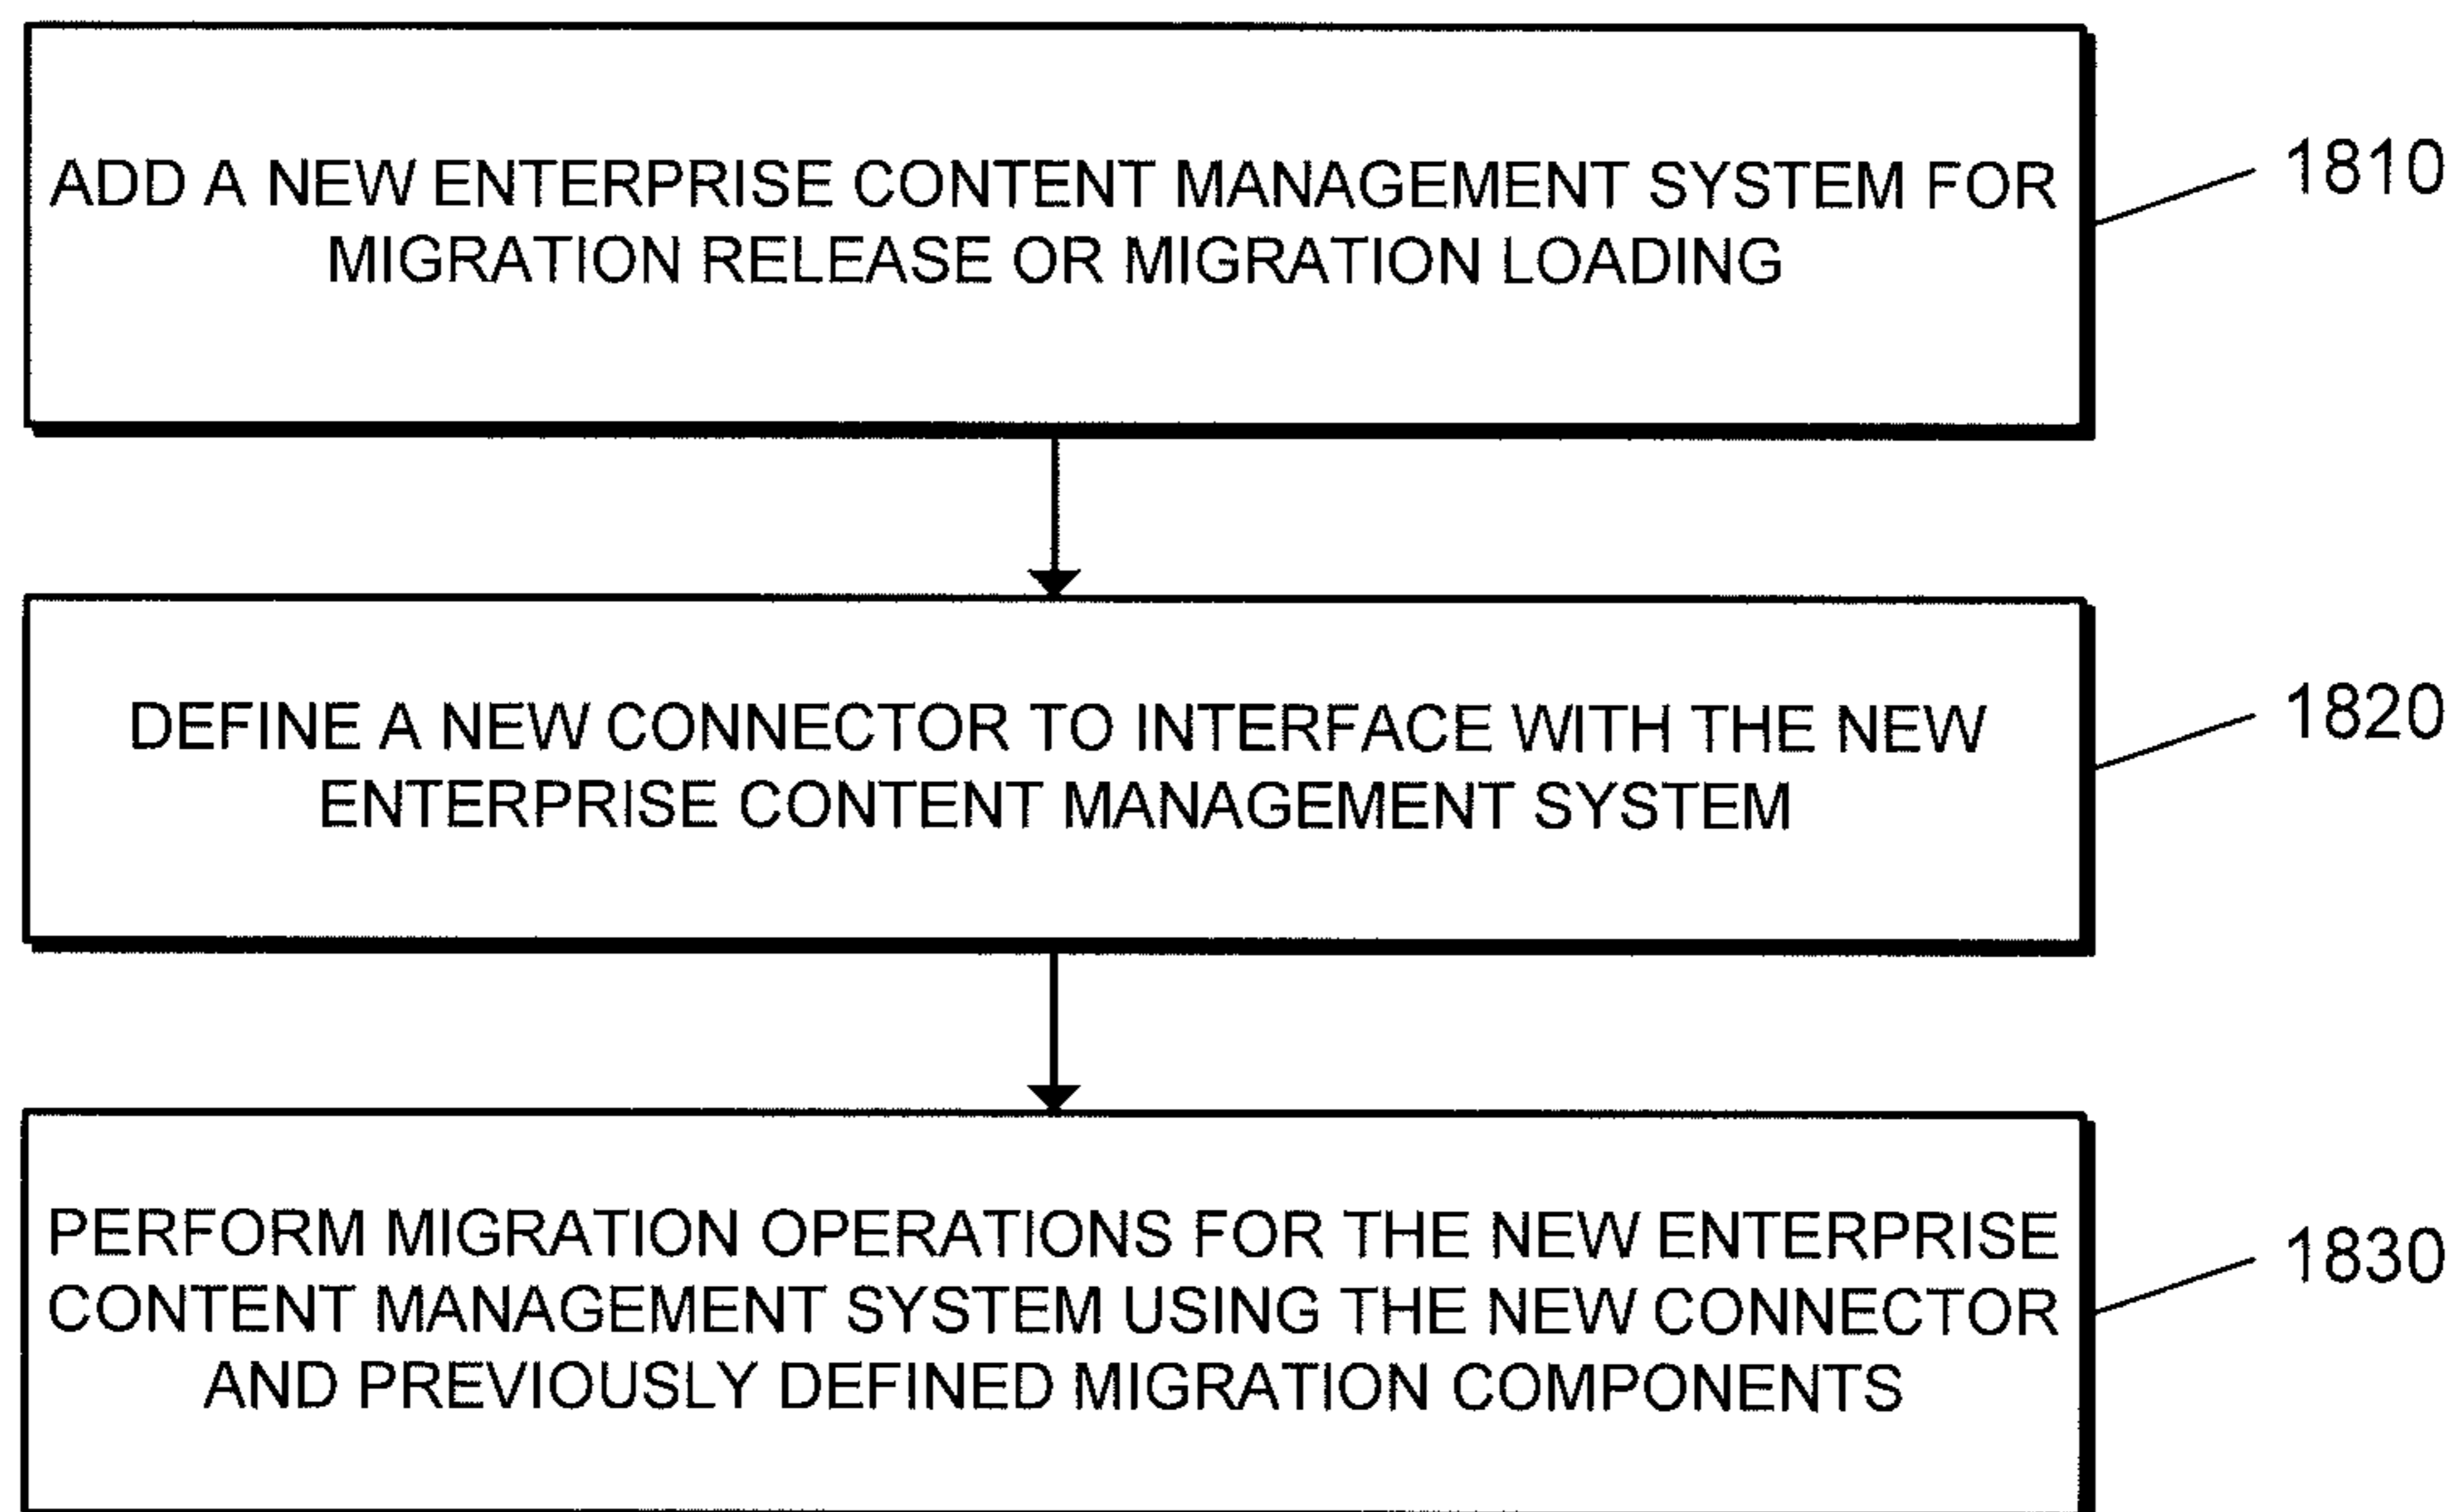 ADD A NEW ENTERPRISE CONTENT MANAGEMENT SYSTEM FOR
MIGRATION RELEASE OR MIGRATION LOADING
1810
DEFINE A NEW CONNECTOR TO INTERFACE WITH THE NEW
ENTERPRISE CONTENT MANAGEMENT SYSTEM
1820
PERFORM MIGRATION OPERATIONS FOR THE NEW ENTERPRISE
CONTENT MANAGEMENT SYSTEM USING THE NEW CONNECTOR
AND PREVIOUSLY DEFINED MIGRATION COMPONENTS
1830